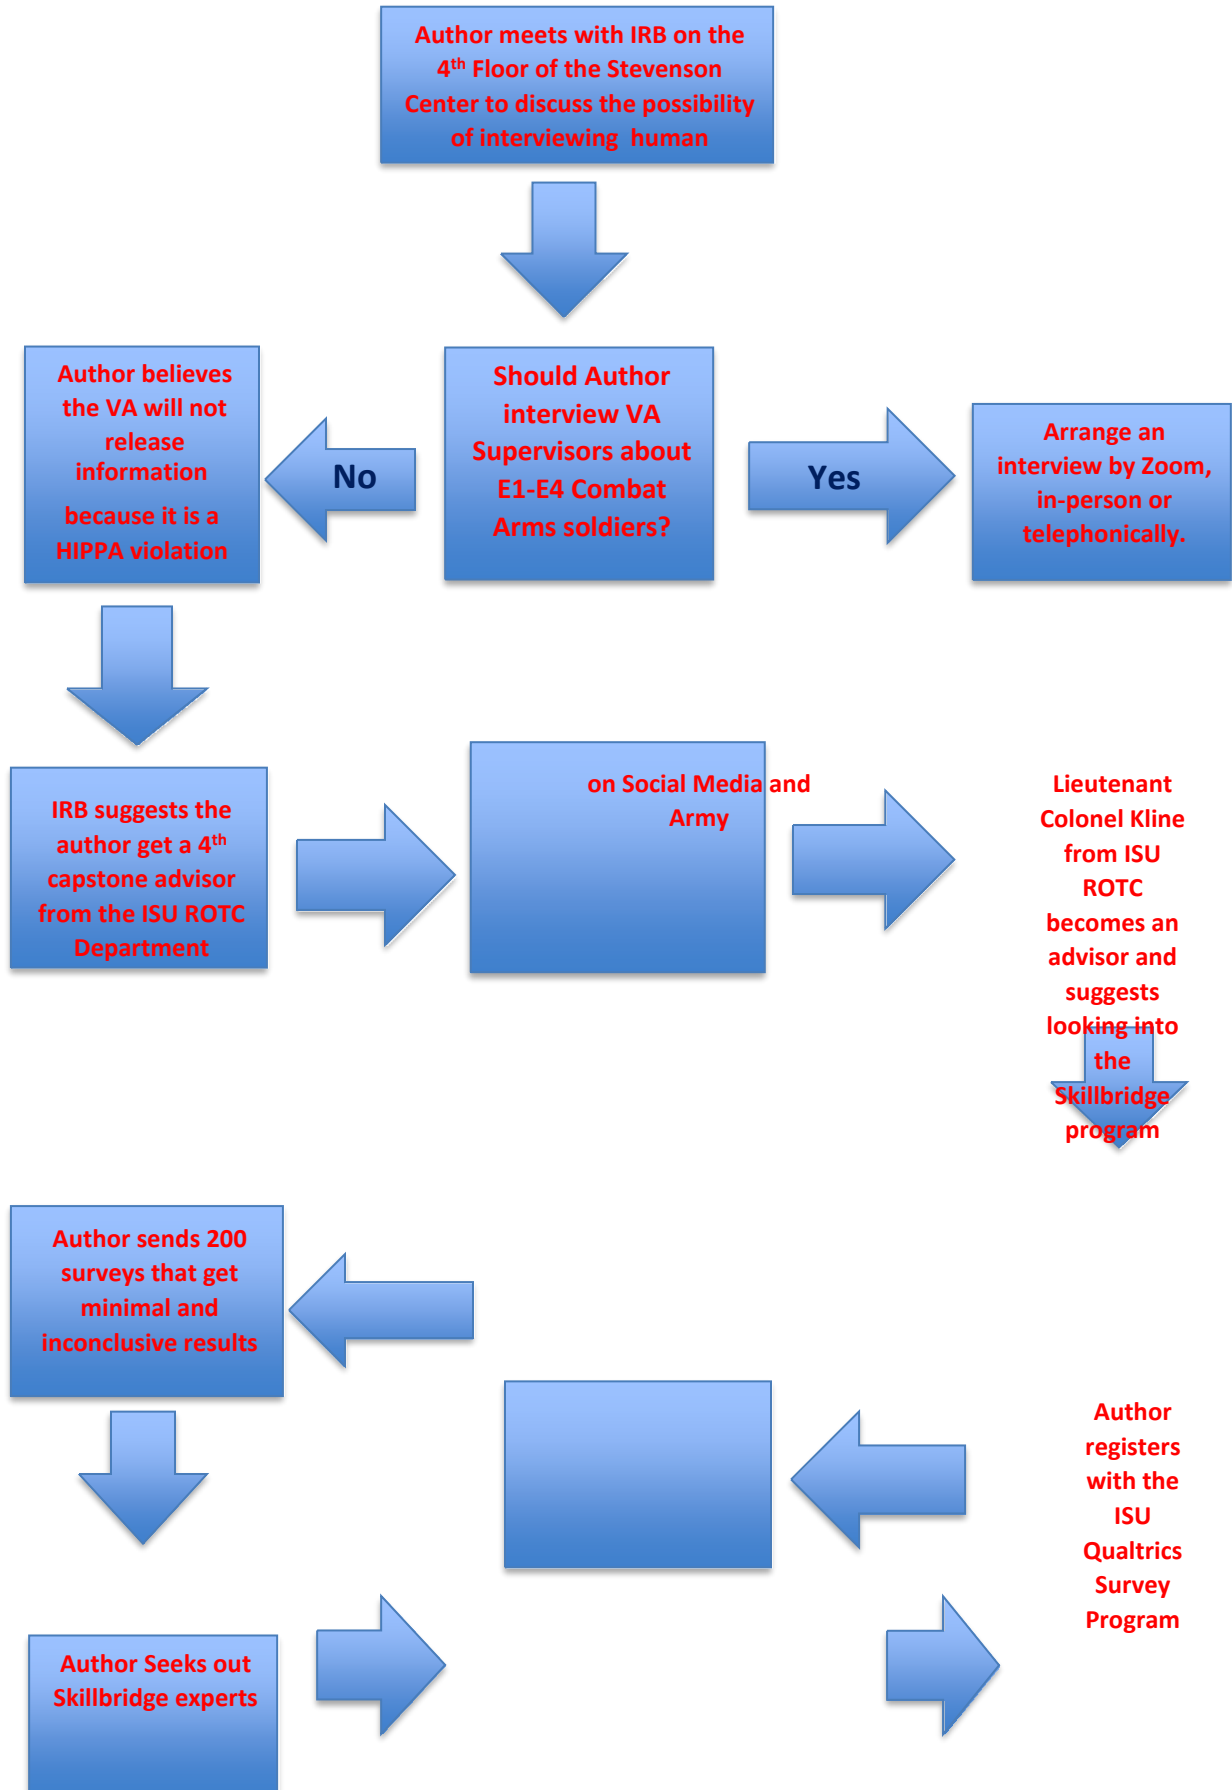 Author meets with IRB on the
4th Floor of the Stevenson
Center to discuss the possibility
of interviewing human
Author believes
the VA will not
release
information
because it is a
HIPPA violation
No
Should Author
interview VA
Supervisors about
E1-E4 Combat
Arms soldiers?
Yes
Arrange an
interview by Zoom,
in-person or
telephonically.
IRB suggests the
author get a 4th
capstone advisor
from the ISU ROTC
Department
on Social Media and
Army
Lieutenant
Colonel Kline
from ISU
ROTC
becomes an
advisor and
suggests
looking into
the
Skillbridge
program
Author sends 200
surveys that get
minimal and
inconclusive results
Author
registers
with the
ISU
Qualtrics
Survey
Program
Author Seeks out
Skillbridge experts